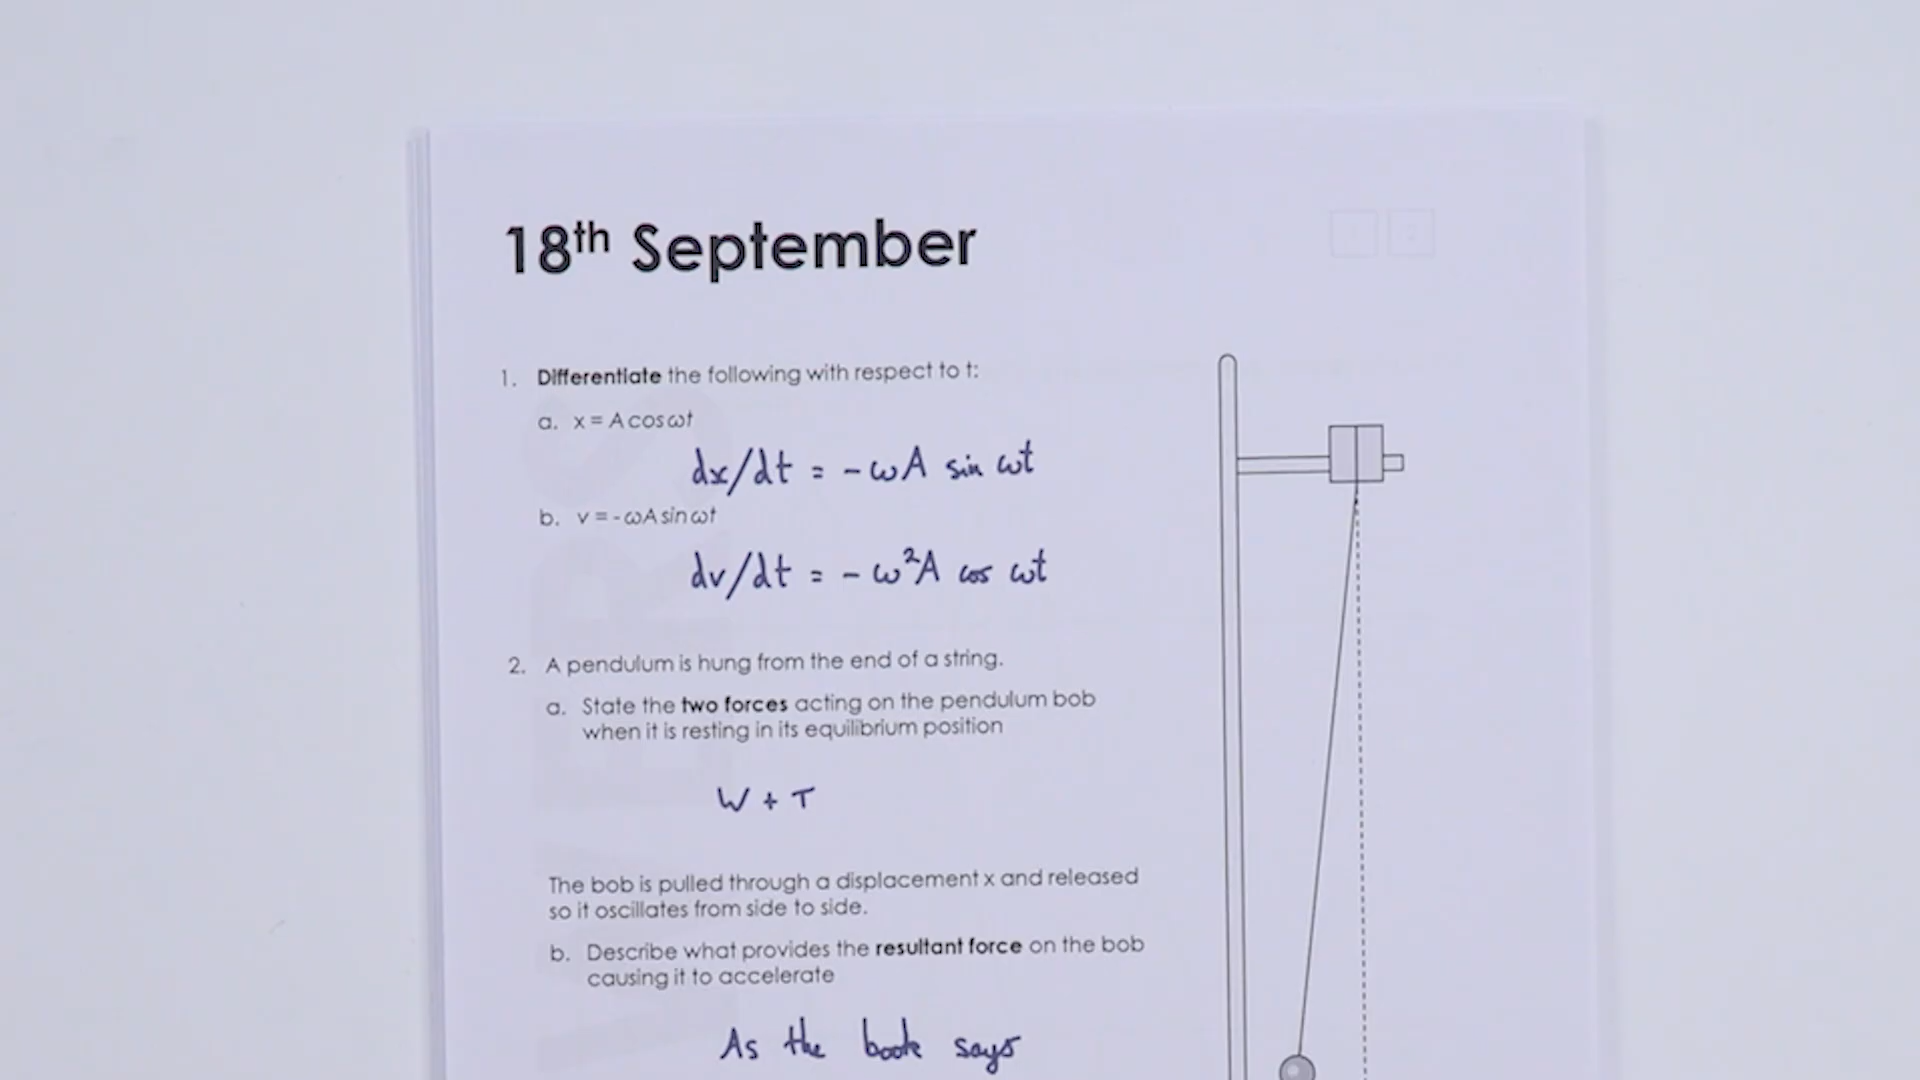 18th September
1. Differentiate the following with respect to t:
a. x = A cos ωt
dx/dt = - ωA sin ωt
b. v = - ωA sin ωt
dv/dt = - ω²A cos ωt
2. A pendulum is hung from the end of a string.
a. State the two forces acting on the pendulum bob
when it is resting in its equilibrium position
W + T
The bob is pulled through a displacement x and released
so it oscillates from side to side.
b. Describe what provides the resultant force on the bob
causing it to accelerate
As the book says